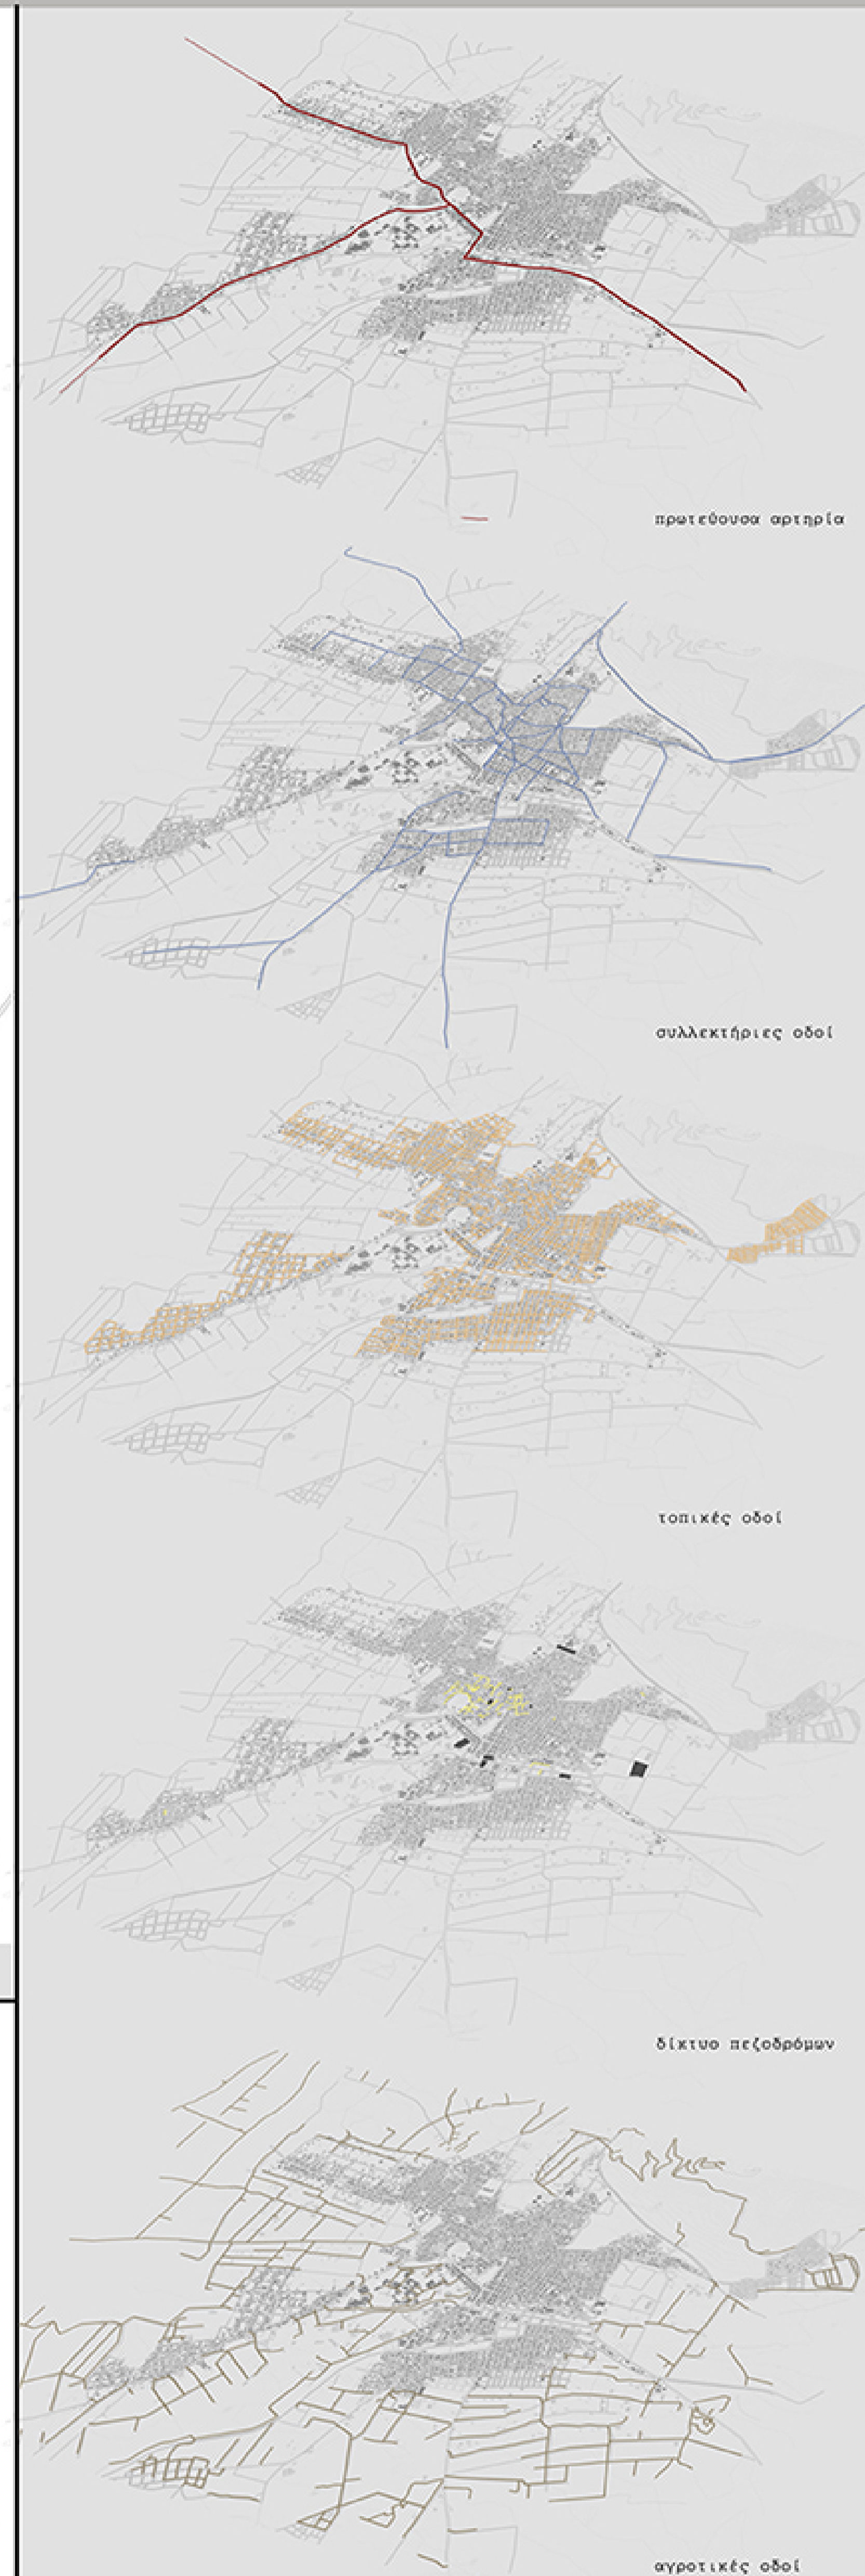 πρωτεύουσα αρτηρία
συλλεκτήριες οδοί
τοπικές οδοί
δίκτυο πεζοδρόμων
αγροτικές οδοί